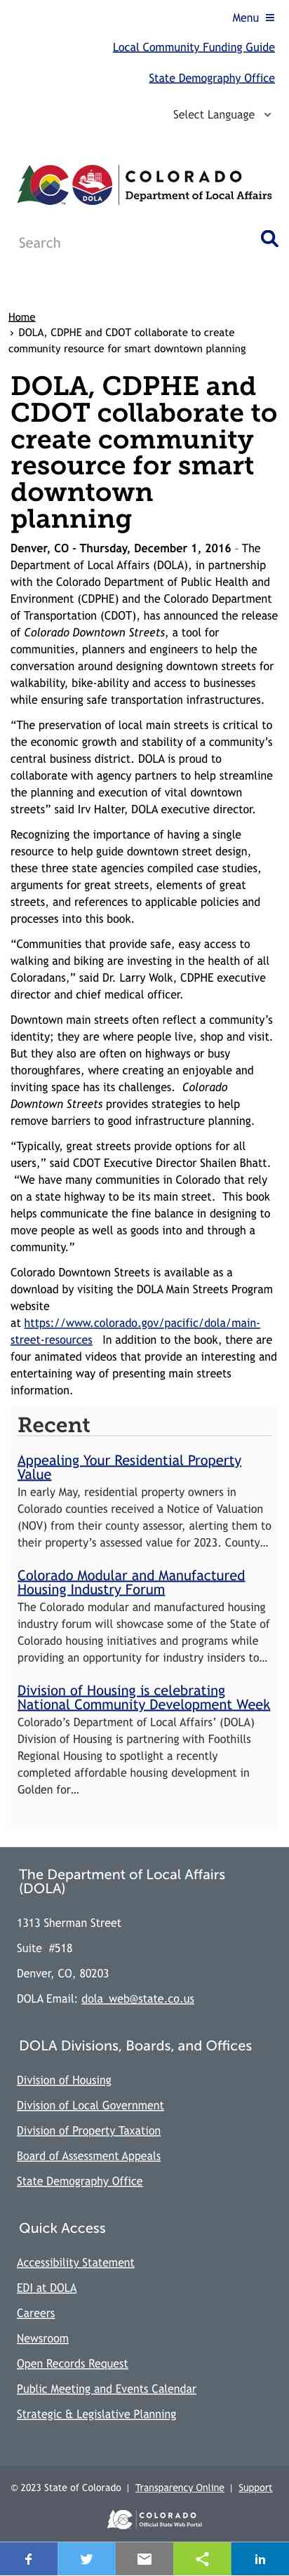 Menu
Local Community Funding Guide
State Demography Office
Select Language
COLORADO
Department of Local Affairs
DOLA
Search
Home
› DOLA, CDPHE and CDOT collaborate to create
community resource for smart downtown planning
DOLA, CDPHE and
CDOT collaborate to
create community
resource for smart
downtown
planning
Denver, CO - Thursday, December 1, 2016 – The
Department of Local Affairs (DOLA), in partnership
with the Colorado Department of Public Health and
Environment (CDPHE) and the Colorado Department
of Transportation (CDOT), has announced the release
of Colorado Downtown Streets, a tool for
communities, planners and engineers to help the
conversation around designing downtown streets for
walkability, bike-ability and access to businesses
while ensuring safe transportation infrastructures.
“The preservation of local main streets is critical to
the economic growth and stability of a community’s
central business district. DOLA is proud to
collaborate with agency partners to help streamline
the planning and execution of vital downtown
streets” said Irv Halter, DOLA executive director.
Recognizing the importance of having a single
resource to help guide downtown street design,
these three state agencies compiled case studies,
arguments for great streets, elements of great
streets, and references to applicable policies and
processes into this book.
“Communities that provide safe, easy access to
walking and biking are investing in the health of all
Coloradans,” said Dr. Larry Wolk, CDPHE executive
director and chief medical officer.
Downtown main streets often reflect a community’s
identity; they are where people live, shop and visit.
But they also are often on highways or busy
thoroughfares, where creating an enjoyable and
inviting space has its challenges.  Colorado
Downtown Streets provides strategies to help
remove barriers to good infrastructure planning.
“Typically, great streets provide options for all
users,” said CDOT Executive Director Shailen Bhatt.
“We have many communities in Colorado that rely
on a state highway to be its main street.  This book
helps communicate the fine balance in designing to
move people as well as goods into and through a
community.”
Colorado Downtown Streets is available as a
download by visiting the DOLA Main Streets Program
website
at https://www.colorado.gov/pacific/dola/main-
street-resources   In addition to the book, there are
four animated videos that provide an interesting and
entertaining way of presenting main streets
information.
Recent
Appealing Your Residential Property
Value
In early May, residential property owners in
Colorado counties received a Notice of Valuation
(NOV) from their county assessor, alerting them to
their property’s assessed value for 2023. County…
Colorado Modular and Manufactured
Housing Industry Forum
The Colorado modular and manufactured housing
industry forum will showcase some of the State of
Colorado housing initiatives and programs while
providing an opportunity for industry insiders to…
Division of Housing is celebrating
National Community Development Week
Colorado’s Department of Local Affairs’ (DOLA)
Division of Housing is partnering with Foothills
Regional Housing to spotlight a recently
completed affordable housing development in
Golden for…
The Department of Local Affairs
(DOLA)
1313 Sherman Street
Suite  #518
Denver, CO, 80203
DOLA Email: dola_web@state.co.us
DOLA Divisions, Boards, and Offices
Division of Housing
Division of Local Government
Division of Property Taxation
Board of Assessment Appeals
State Demography Office
Quick Access
Accessibility Statement
EDI at DOLA
Careers
Newsroom
Open Records Request
Public Meeting and Events Calendar
Strategic & Legislative Planning
© 2023 State of Colorado | Transparency Online | Support
COLORADO
Official State Web Portal